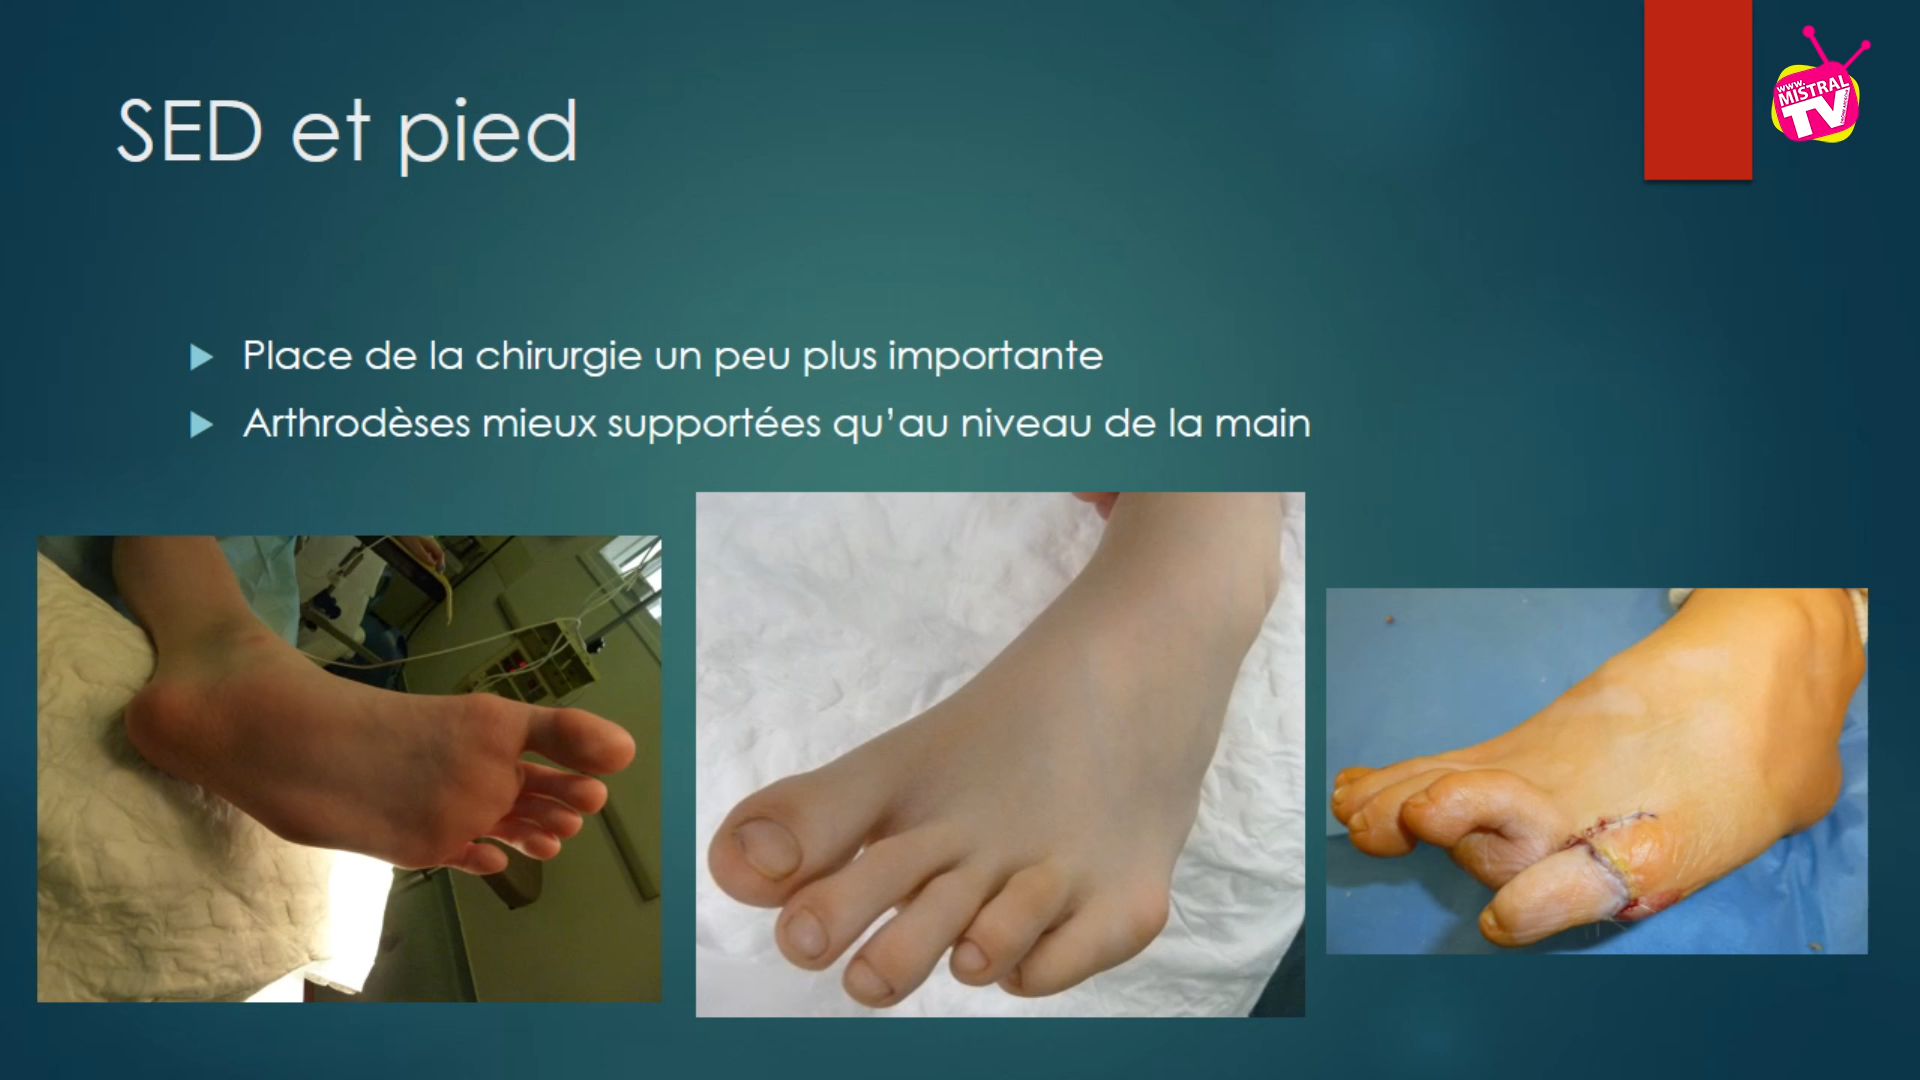 SED et pied
www.
MISTRAL
TV
Place de la chirurgie un peu plus importante
Arthrodèses mieux supportées qu'au niveau de la main